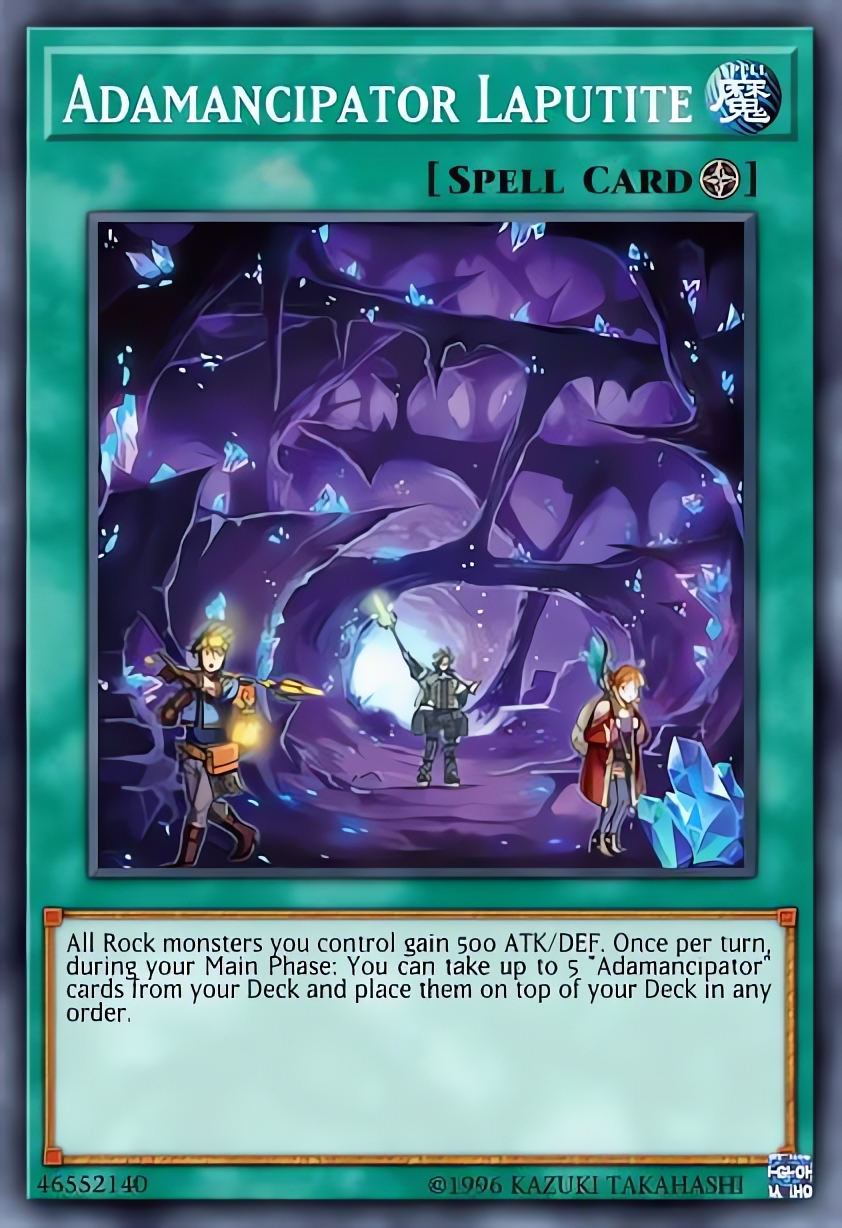 ADAMANCIPATOR LAPUTITE 魔
[SPELL CARD]
All Rock monsters you control gain 500 ATK/DEF. Once per turn,
during your Main Phase: You can take up to 5 "Adamancipator"
cards from your Deck and place them on top of your Deck in any
order.
46552140 ©1996 KAZUKI TAKAHASHI